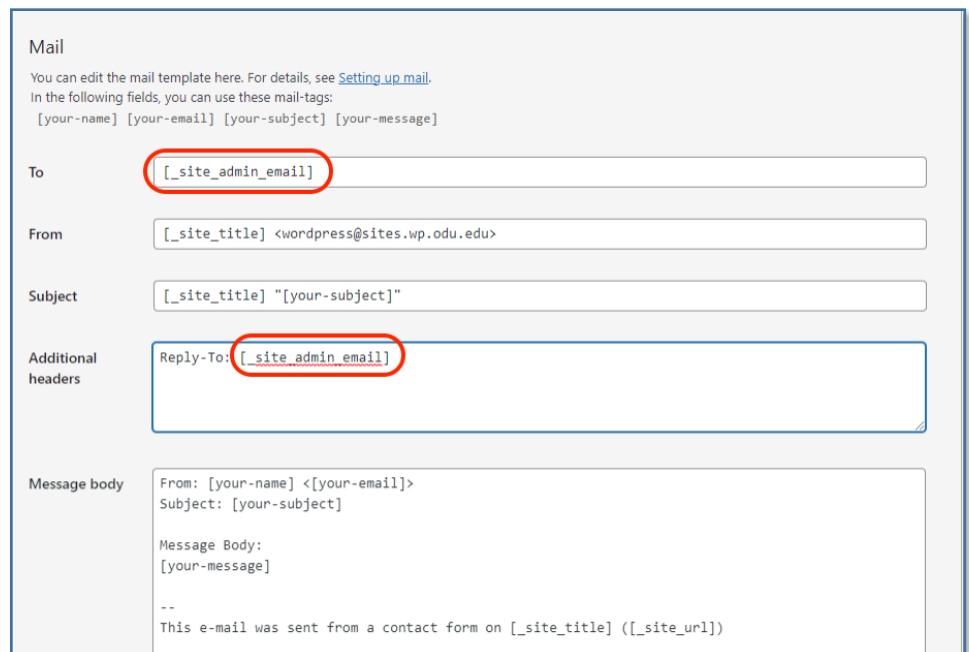 Mail
You can edit the mail template here. For details, see Setting up mail.
In the following fields, you can use these mail-tags:
[your-name] [your-email] [your-subject] [your-message]
To
[_site_admin_email]
From
[_site_title] <wordpress@sites.wp.odu.edu>
Subject
[_site_title] "[your-subject]"
Additional
headers
Reply-To: [_site_admin_email]
Message body
From: [your-name] <[your-email]>
Subject: [your-subject]
Message Body:
[your-message]
--
This e-mail was sent from a contact form on [_site_title] ([_site_url])